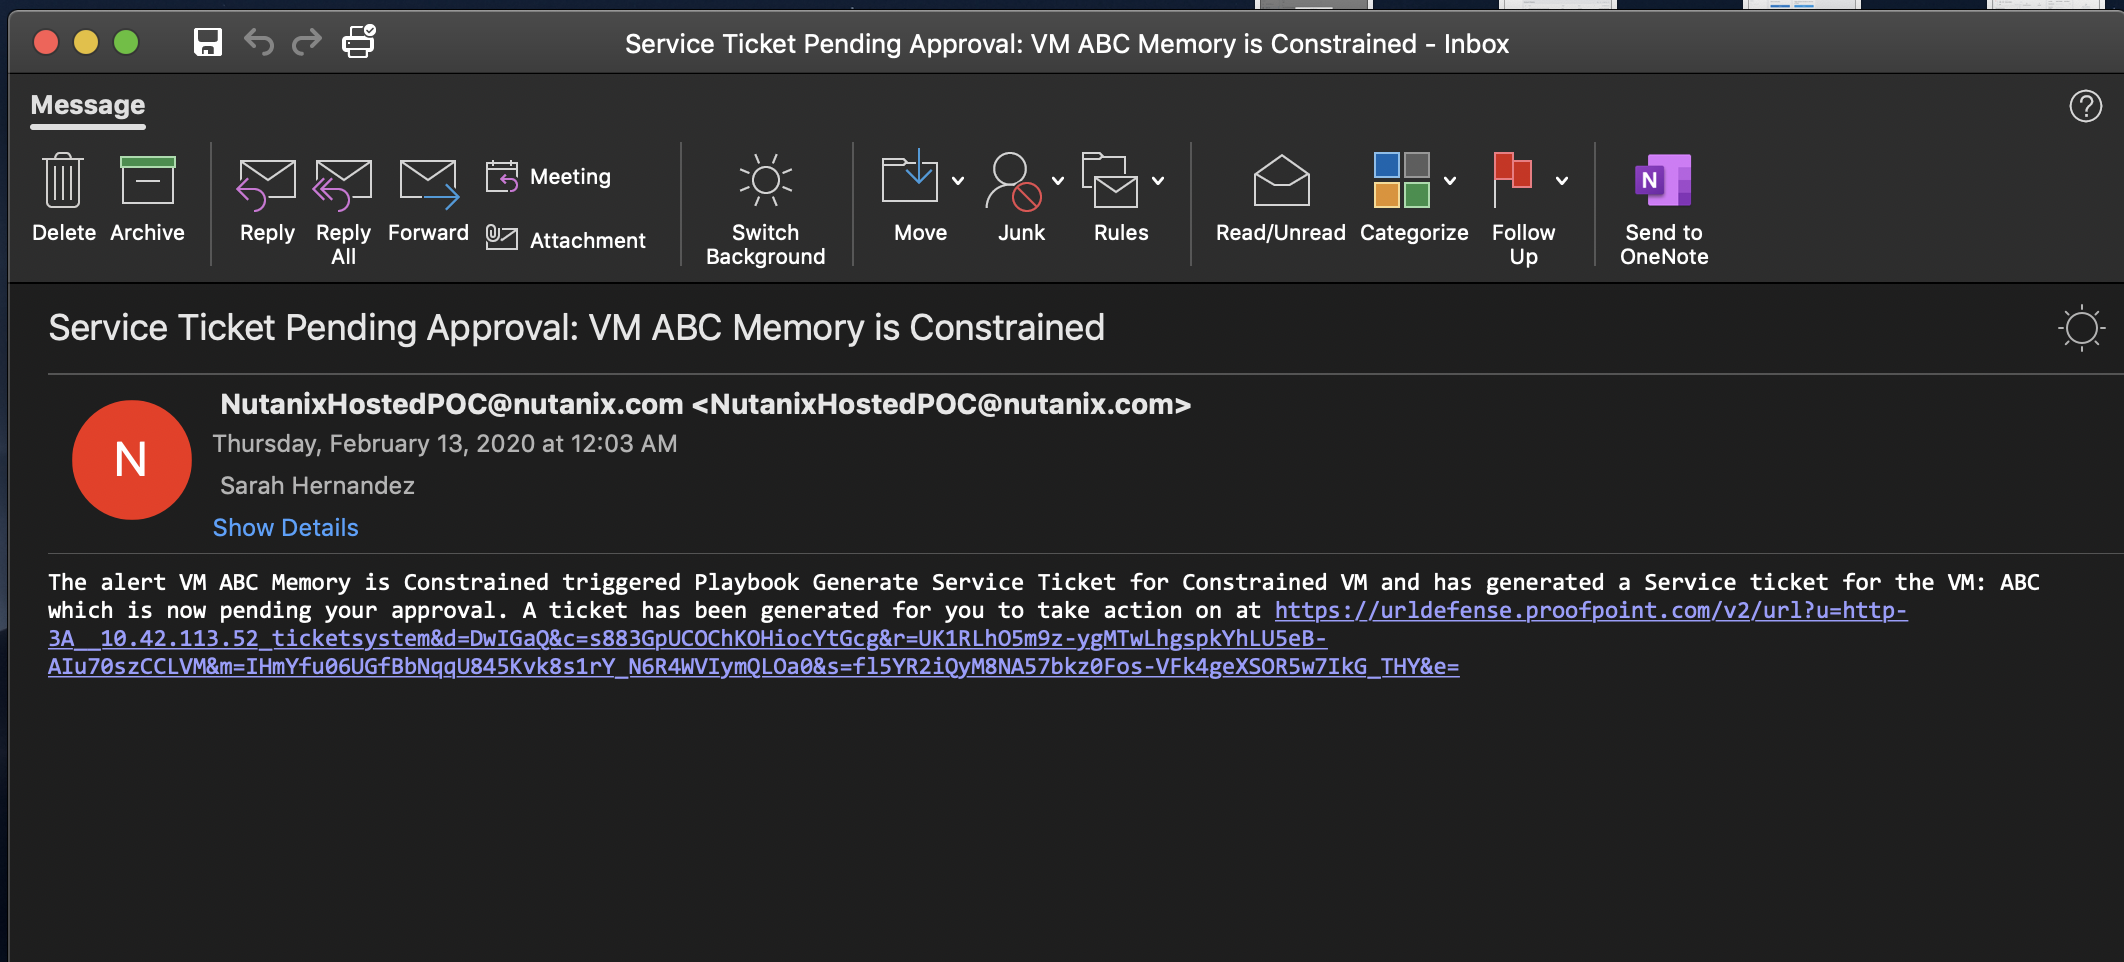 Service Ticket Pending Approval: VM ABC Memory is Constrained - Inbox
Message
Delete
Archive
Reply
Reply All
Forward
Meeting
Attachment
Switch Background
Move
Junk
Rules
Read/Unread
Categorize
Follow Up
N
Send to OneNote
Service Ticket Pending Approval: VM ABC Memory is Constrained
N
NutanixHostedPOC@nutanix.com <NutanixHostedPOC@nutanix.com>
Thursday, February 13, 2020 at 12:03 AM
Sarah Hernandez
Show Details
The alert VM ABC Memory is Constrained triggered Playbook Generate Service Ticket for Constrained VM and has generated a Service ticket for the VM: ABC
which is now pending your approval. A ticket has been generated for you to take action on at https://urldefense.proofpoint.com/v2/url?u=http-
3A__10.42.113.52_ticketsystem&d=DwIGaQ&c=s883GpUCOChKOHiocYtGcg&r=UK1RLhO5m9z-ygMTwLhgspkYhLU5eB-
AIu70szCCLVM&m=IHmYfu06UGfBbNqqU845Kvk8s1rY_N6R4WVIymQLOa0&s=fl5YR2iQyM8NA57bkz0Fos-VFk4geXSOR5w7IkG_THY&e=